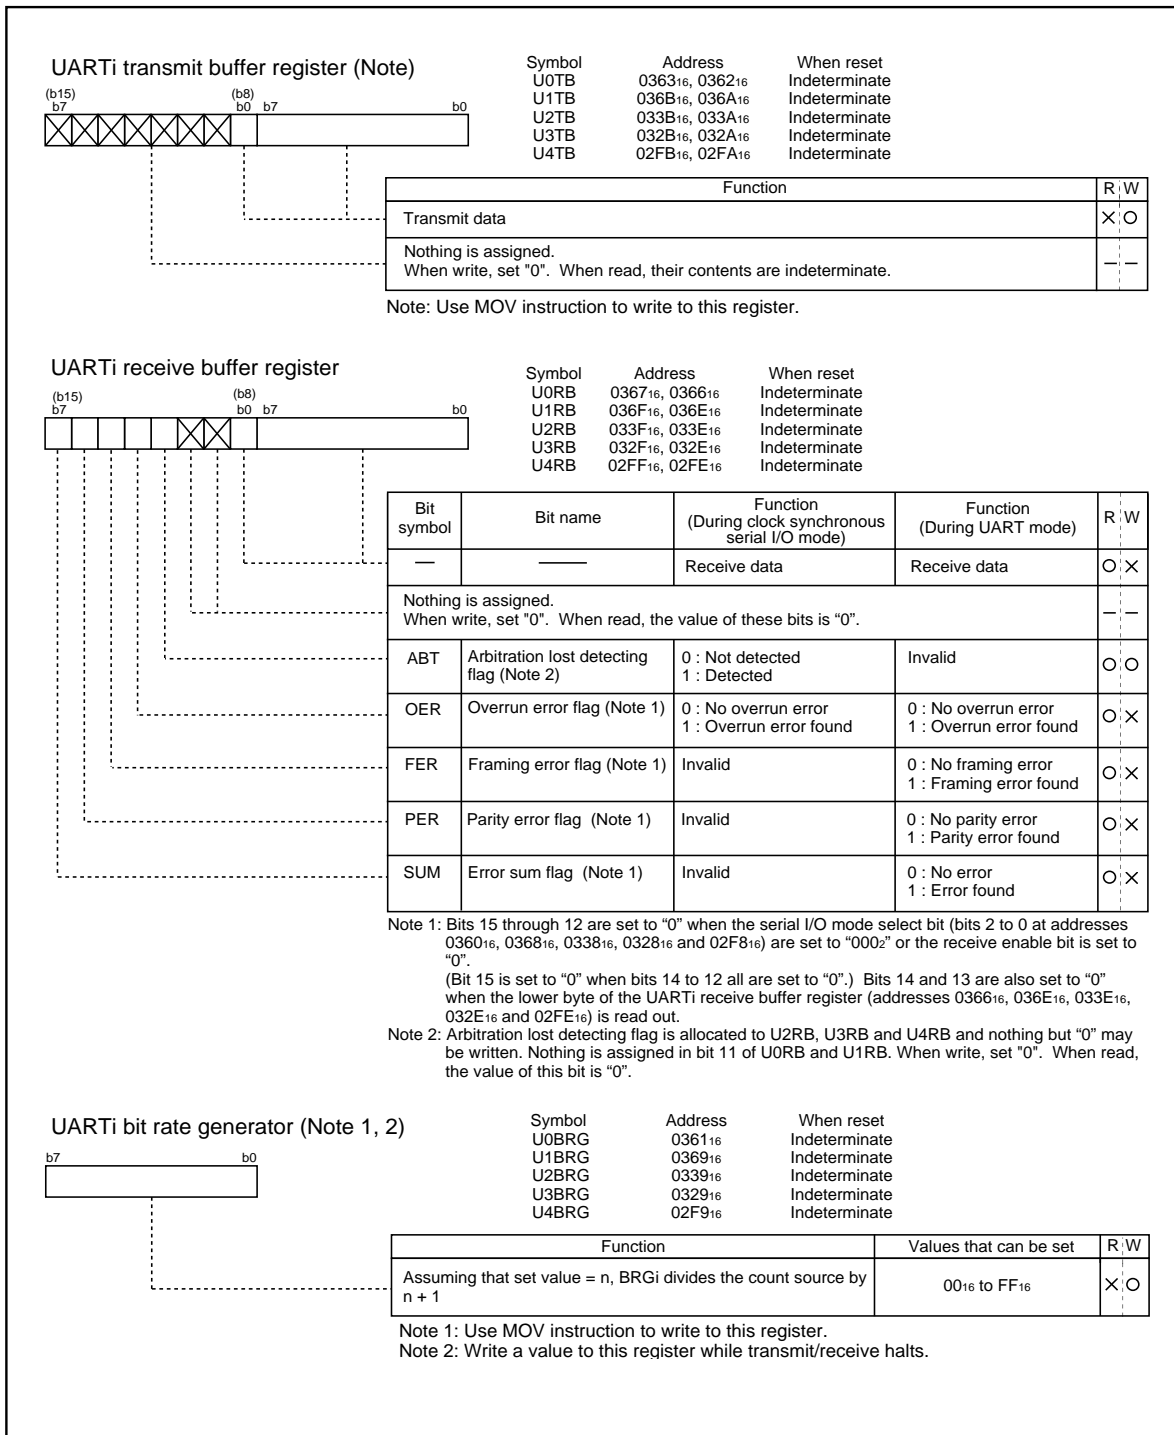 UARTi transmit buffer register (Note)
Symbol Address When reset
U0TB 036316, 036216 Indeterminate
U1TB 036B16, 036A16 Indeterminate
U2TB 033B16, 033A16 Indeterminate
U3TB 032B16, 032A16 Indeterminate
U4TB 02FB16, 02FA16 Indeterminate
(b15) (b8)
b7 b0 b7 b0
Function R W
Transmit data X O
Nothing is assigned.
When write, set "0". When read, their contents are indeterminate. — —
Note: Use MOV instruction to write to this register.
UARTi receive buffer register
Symbol Address When reset
U0RB 036716, 036616 Indeterminate
U1RB 036F16, 036E16 Indeterminate
U2RB 033F16, 033E16 Indeterminate
U3RB 032F16, 032E16 Indeterminate
U4RB 02FF16, 02FE16 Indeterminate
(b15) (b8)
b7 b0 b7 b0
Bit symbol Bit name Function (During clock synchronous serial I/O mode) Function (During UART mode) R W
— — Receive data Receive data O X
Nothing is assigned.
When write, set "0". When read, the value of these bits is “0”. — —
ABT Arbitration lost detecting flag (Note 2) 0 : Not detected 1 : Detected Invalid O O
OER Overrun error flag (Note 1) 0 : No overrun error 1 : Overrun error found 0 : No overrun error 1 : Overrun error found O X
FER Framing error flag (Note 1) Invalid 0 : No framing error 1 : Framing error found O X
PER Parity error flag (Note 1) Invalid 0 : No parity error 1 : Parity error found O X
SUM Error sum flag (Note 1) Invalid 0 : No error 1 : Error found O X
Note 1: Bits 15 through 12 are set to “0” when the serial I/O mode select bit (bits 2 to 0 at addresses
036016, 036816, 033816, 032816 and 02F816) are set to “0002” or the receive enable bit is set to
“0”.
(Bit 15 is set to “0” when bits 14 to 12 all are set to “0”.) Bits 14 and 13 are also set to “0”
when the lower byte of the UARTi receive buffer register (addresses 036616, 036E16, 033E16,
032E16 and 02FE16) is read out.
Note 2: Arbitration lost detecting flag is allocated to U2RB, U3RB and U4RB and nothing but “0” may
be written. Nothing is assigned in bit 11 of U0RB and U1RB. When write, set "0". When read,
the value of this bit is “0”.
UARTi bit rate generator (Note 1, 2)
Symbol Address When reset
U0BRG 036116 Indeterminate
U1BRG 036916 Indeterminate
U2BRG 033916 Indeterminate
U3BRG 032916 Indeterminate
U4BRG 02F916 Indeterminate
b7 b0
Function Values that can be set R W
Assuming that set value = n, BRGi divides the count source by
n + 1 0016 to FF16 X O
Note 1: Use MOV instruction to write to this register.
Note 2: Write a value to this register while transmit/receive halts.